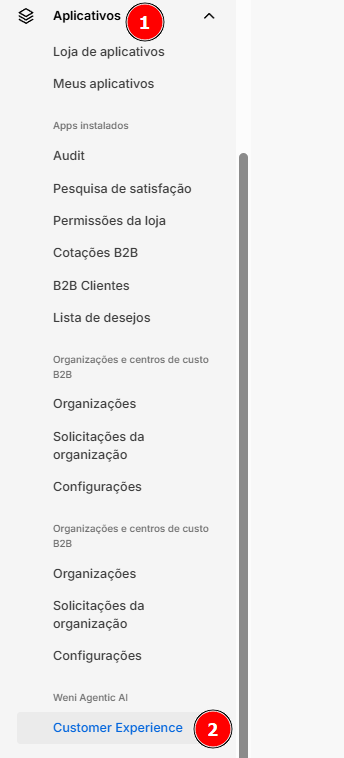 Aplicativos 1
Loja de aplicativos
Meus aplicativos
Apps instalados
Audit
Pesquisa de satisfação
Permissões da loja
Cotações B2B
B2B Clientes
Lista de desejos
Organizações e centros de custo
B2B
Organizações
Solicitações da
organização
Configurações
Organizações e centros de custo
B2B
Organizações
Solicitações da
organização
Configurações
Weni Agentic AI
Customer Experience 2